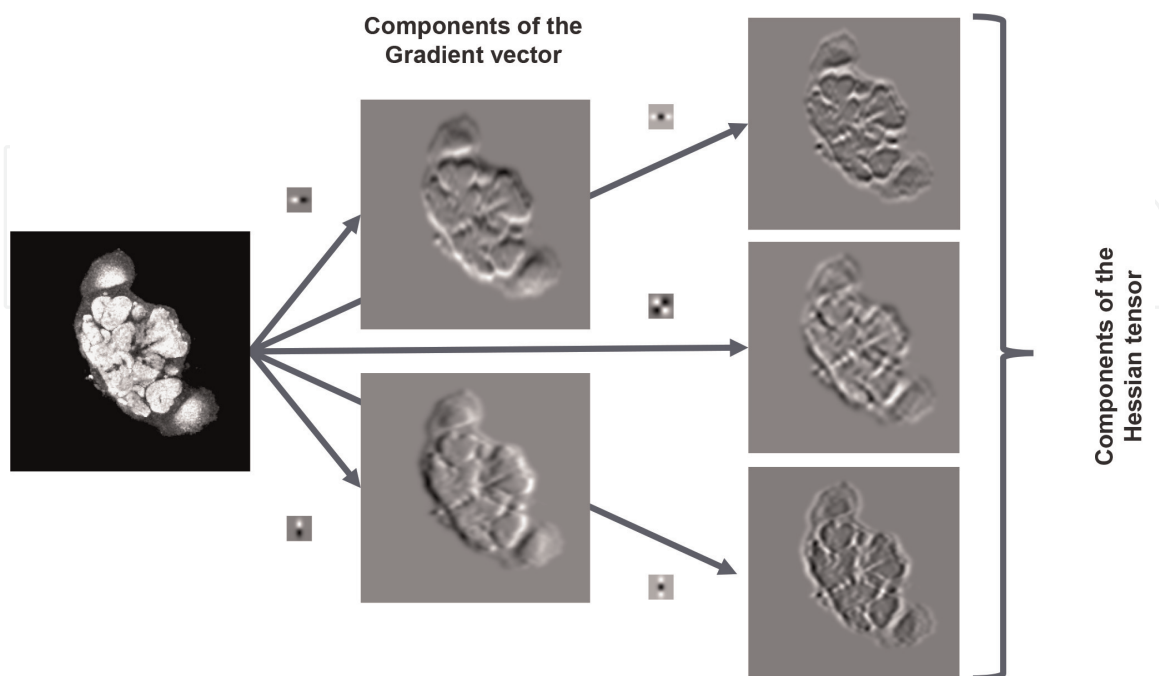 Components of the
Gradient vector
Components of the
Hessian tensor